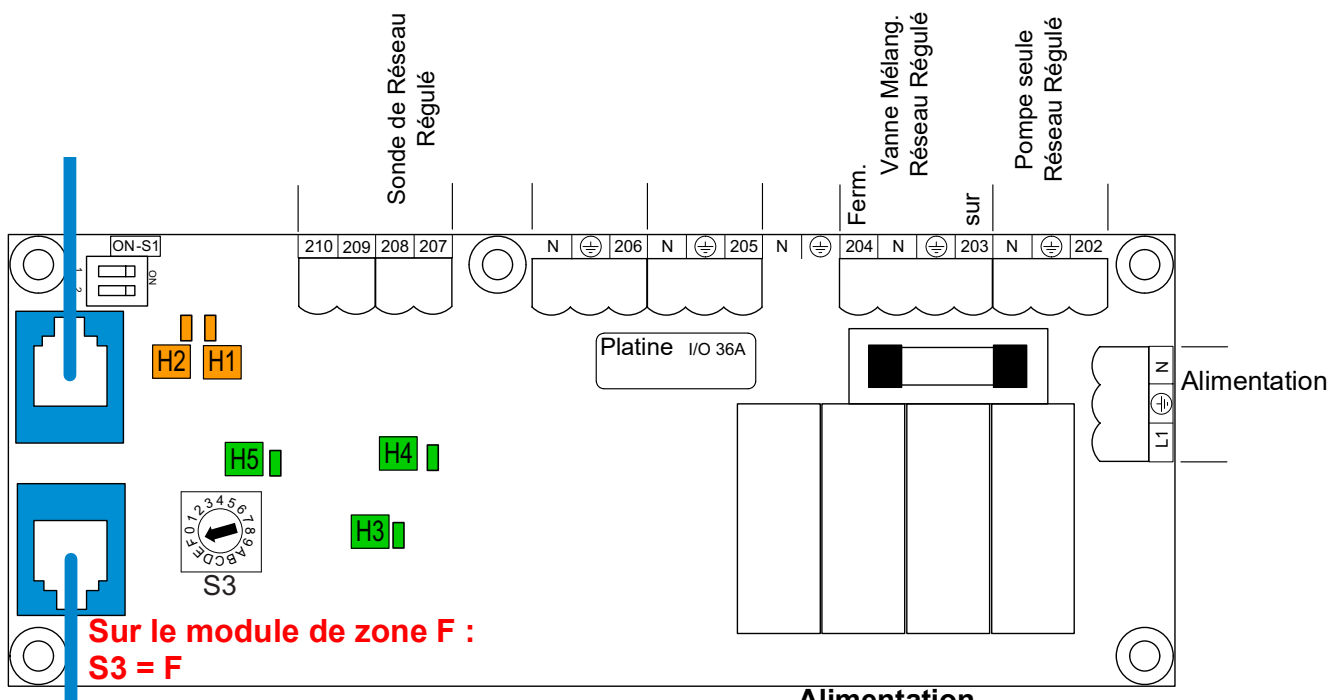 Sonde de Réseau
Régulé
Ferm.
Vanne Mélang.
Réseau Régulé
sur
Pompe seule
Réseau Régulé
ON-S1
210 209 208 207
N 206 N 205 N 204 N 203 N 202
1
2
ON
H2 H1
Platine I/O 36A
N
L1
Alimentation
H5
H4
H3
0123456789ABCDEF
S3
Sur le module de zone F :
S3 = F
Alimentation